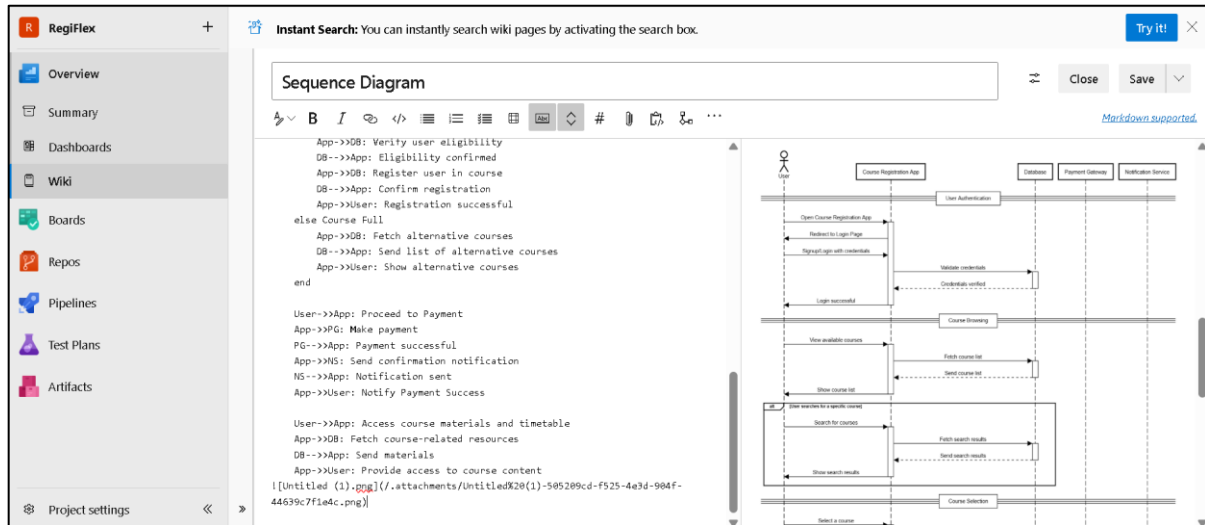 R RegiFlex +
Overview
Summary
Dashboards
Wiki
Boards
Repos
Pipelines
Test Plans
Artifacts
Project settings
Instant Search: You can instantly search wiki pages by activating the search box.
Try it!
Sequence Diagram
Close
Save
B I # ...
Markdown supported.
App->>DB: Verify user eligibility
DB-->>App: Eligibility confirmed
App->>DB: Register user in course
DB-->>App: Confirm registration
App->>User: Registration successful
else Course Full
App->>DB: Fetch alternative courses
DB-->>App: Send list of alternative courses
App->>User: Show alternative courses
end
User->>App: Proceed to Payment
App->>PG: Make payment
PG-->>App: Payment successful
App->>NS: Send confirmation notification
NS-->>App: Notification sent
App->>User: Notify Payment Success
User->>App: Access course materials and timetable
App->>DB: Fetch course-related resources
DB-->>App: Send materials
App->>User: Provide access to course content
![Untitled (1).png](/.attachments/Untitled%20(1)-505209cd-f525-4e3d-904f-
44639c7f1e4c.png)
User
Course Registration App
Database
Payment Gateway
Notification Service
User Authentication
Open Course Registration App
Redirect to Login Page
Signup/Login with credentials
Validate credentials
Credentials verified
Login successful
Course Browsing
View available courses
Fetch course list
Send course list
Show course list
alt [User searches for a specific course]
Search for courses
Fetch search results
Send search results
Show search results
Course Selection
Select a course